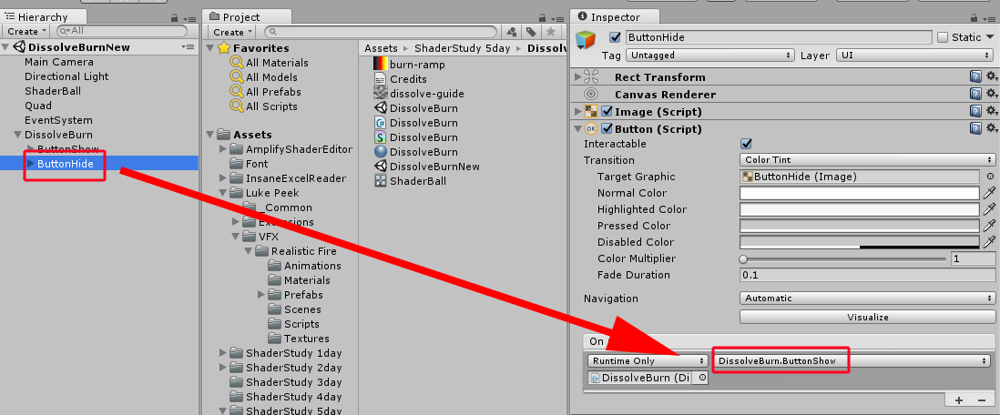 Hierarchy
Create
All
DissolveBurnNew
Main Camera
Directional Light
ShaderBall
Quad
EventSystem
DissolveBurn
ButtonShow
ButtonHide
Project
Create
Favorites
All Materials
All Models
All Prefabs
All Scripts
Assets
AmplifyShaderEditor
Font
InsaneExcelReader
Luke Peek
_Common
Extensions
VFX
Realistic Fire
Animations
Materials
Prefabs
Scenes
Scripts
Textures
ShaderStudy 1day
ShaderStudy 2day
ShaderStudy 3day
ShaderStudy 4day
ShaderStudy 5day
Assets ShaderStudy 5day Dissolv
burn-ramp
Credits
dissolve-guide
DissolveBurn
DissolveBurn
DissolveBurn
DissolveBurn
DissolveBurnNew
ShaderBall
Inspector
ButtonHide Static
Tag Untagged Layer UI
Rect Transform
Canvas Renderer
Image (Script)
OK Button (Script)
Interactable
Transition Color Tint
Target Graphic ButtonHide (Image)
Normal Color
Highlighted Color
Pressed Color
Disabled Color
Color Multiplier 1
Fade Duration 0.1
Navigation Automatic
Visualize
On
Runtime Only DissolveBurn.ButtonShow
DissolveBurn (Di